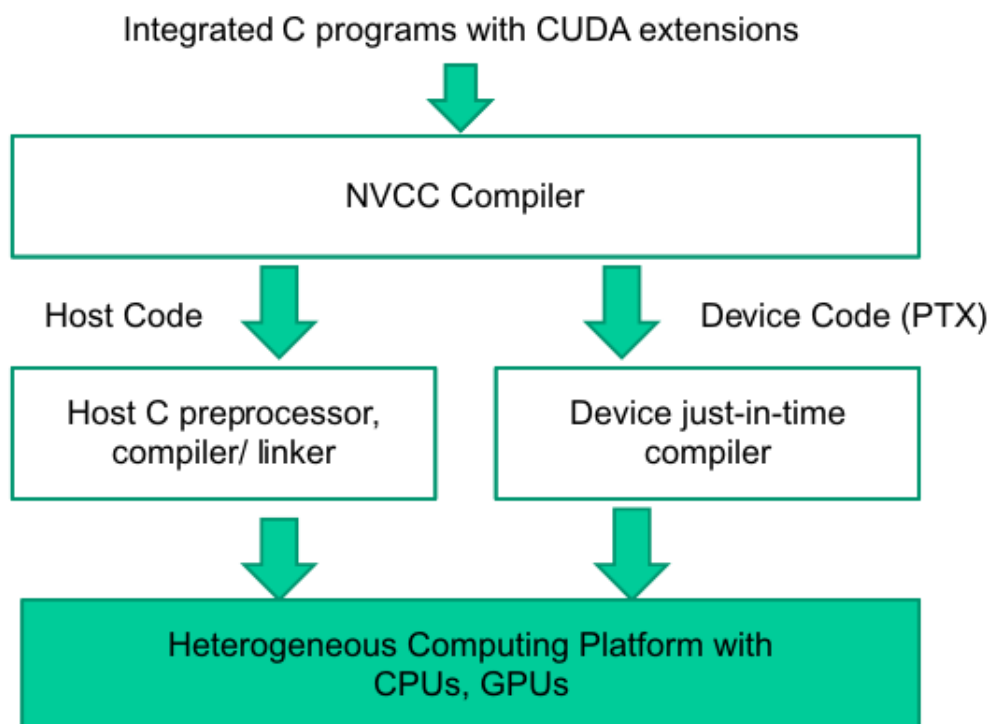 Integrated C programs with CUDA extensions
NVCC Compiler
Host Code
Device Code (PTX)
Host C preprocessor,
compiler/ linker
Device just-in-time
compiler
Heterogeneous Computing Platform with
CPUs, GPUs